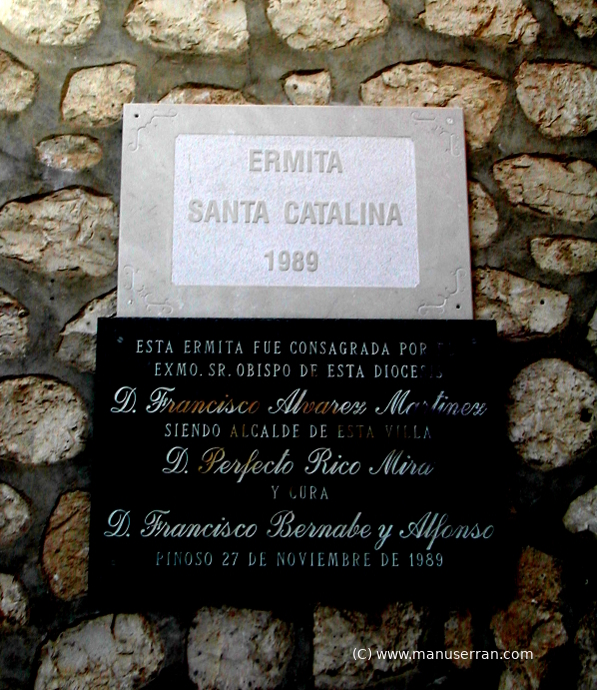 ERMITA
SANTA CATALINA
1989
ESTA ERMITA FUE CONSAGRADA POR
EXMO. SR. OBISPO DE ESTA DIOCESIS
D. Francisco Alvarez Martinez
SIENDO ALCALDE DE ESTA VILLA
D. Perfecto Rico Mira
Y CURA
D. Francisco Bernabe y Alfonso
PINOSO 27 DE NOVIEMBRE DE 1989
(C) www.manuserran.com